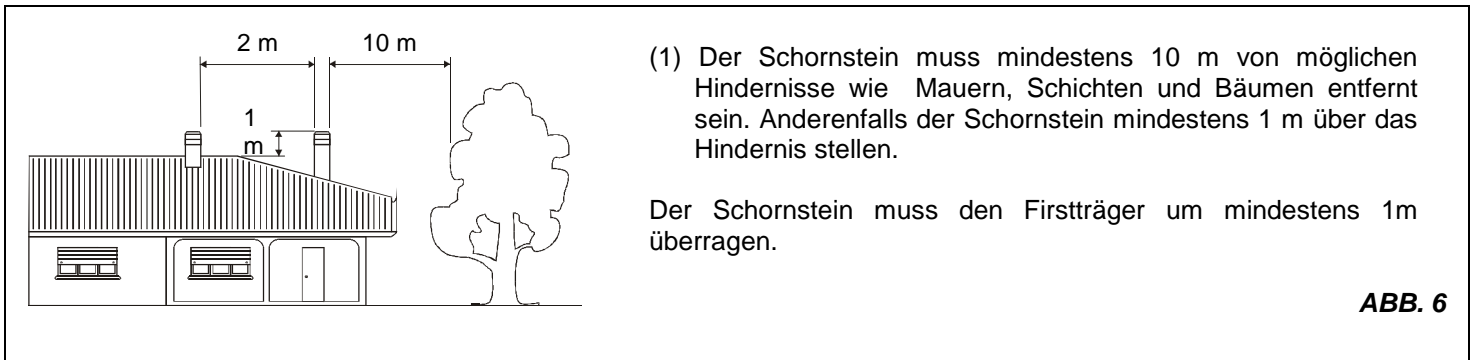 2 m
10 m
1
m
(1) Der Schornstein muss mindestens 10 m von möglichen
Hindernisse wie Mauern, Schichten und Bäumen entfernt
sein. Anderenfalls der Schornstein mindestens 1 m über das
Hindernis stellen.
Der Schornstein muss den Firstträger um mindestens 1m
überragen.
ABB. 6